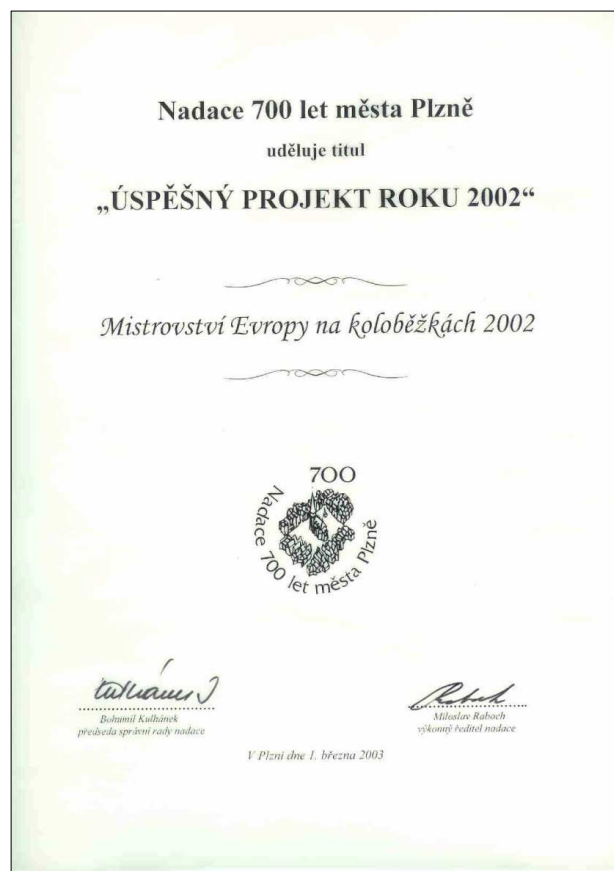 Nadace 700 let města Plzně
uděluje titul
„ÚSPĚŠNÝ PROJEKT ROKU 2002“
Mistrovství Evropy na koloběžkách 2002
700
Nadace 700 let města Plzně
Bohumil Kulhánek
předseda správní rady nadace
Miloslav Raboch
výkonný ředitel nadace
V Plzni dne 1. března 2003